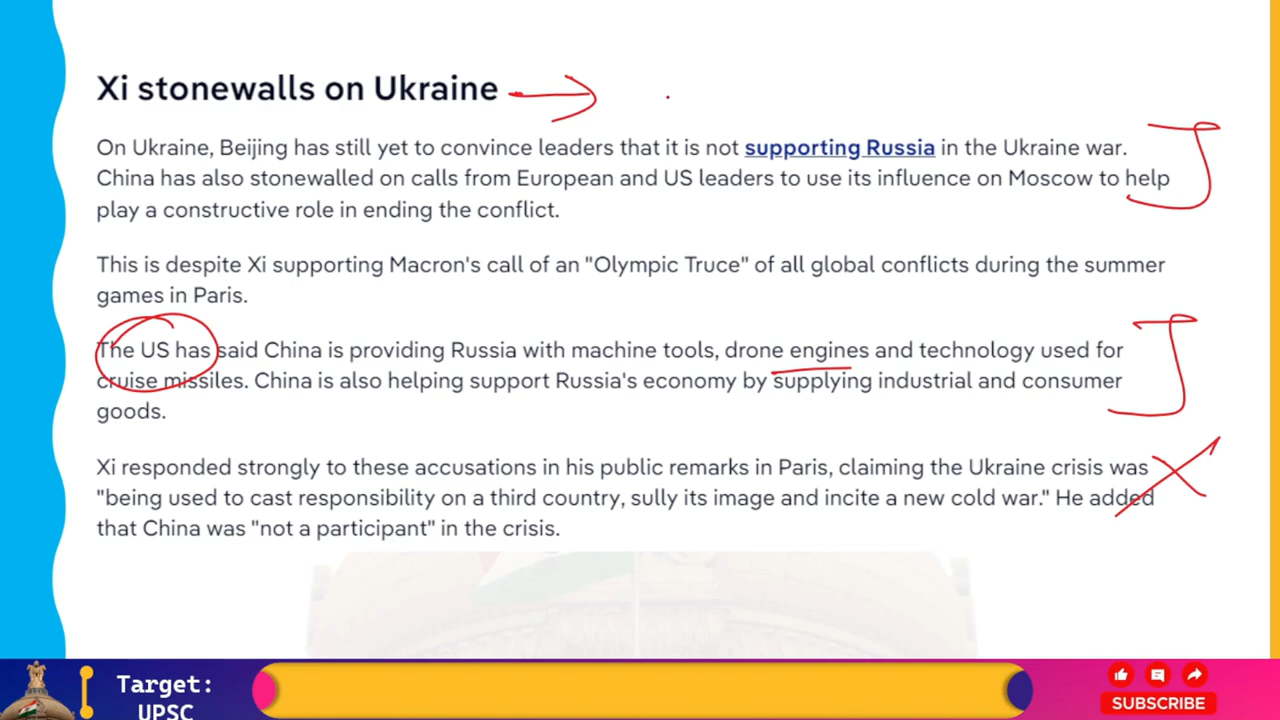 Xi stonewalls on Ukraine
On Ukraine, Beijing has still yet to convince leaders that it is not supporting Russia in the Ukraine war.
China has also stonewalled on calls from European and US leaders to use its influence on Moscow to help
play a constructive role in ending the conflict.
This is despite Xi supporting Macron's call of an "Olympic Truce" of all global conflicts during the summer
games in Paris.
The US has said China is providing Russia with machine tools, drone engines and technology used for
cruise missiles. China is also helping support Russia's economy by supplying industrial and consumer
goods.
Xi responded strongly to these accusations in his public remarks in Paris, claiming the Ukraine crisis was
"being used to cast responsibility on a third country, sully its image and incite a new cold war." He added
that China was "not a participant" in the crisis.
Target:
UPSC
SUBSCRIBE